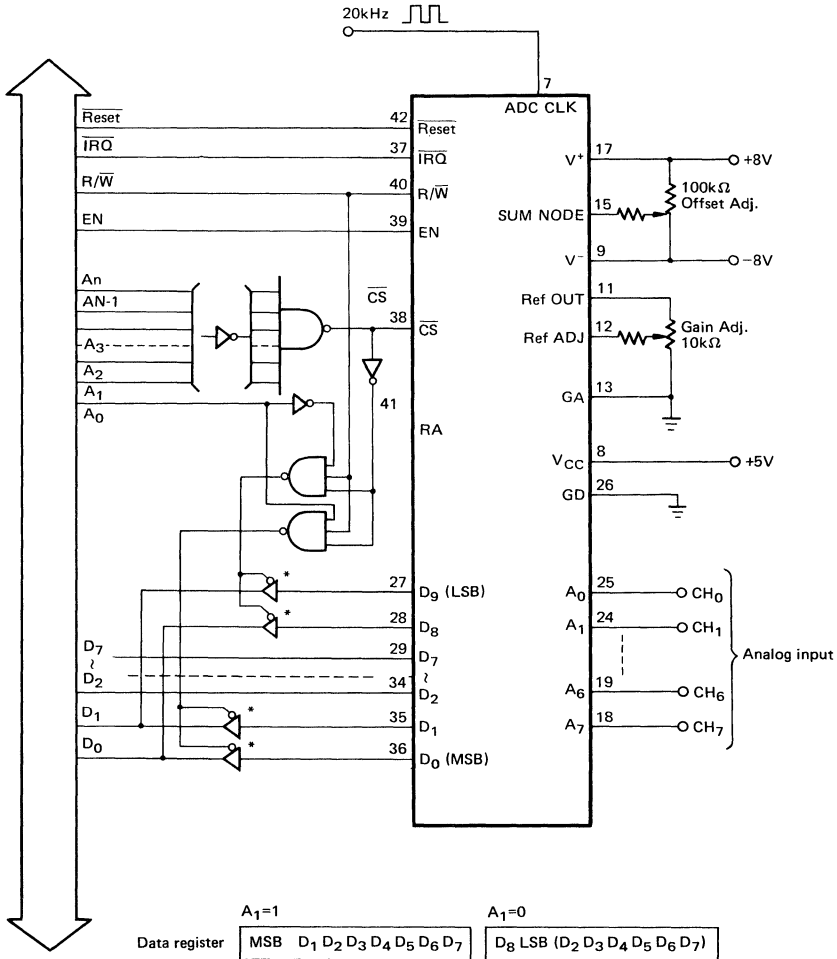 20kHz
7
ADC CLK
Reset 42 Reset
IRQ 37 IRQ
R/W 40 R/W
EN 39 EN
An
AN-1
A3
A2
A1
A0
CS
38 CS
41
RA
V+ 17 +8V
100kΩ
Offset Adj.
SUM NODE 15
V− 9 −8V
Ref OUT 11
Ref ADJ 12
Gain Adj.
10kΩ
GA 13
VCC 8 +5V
GD 26
* 27 D9 (LSB)
* 28 D8
D7 29 D7
~ ~
D2 34 D2
D1 * 35 D1
D0 * 36 D0 (MSB)
A0 25 CH0
A1 24 CH1
Analog input
A6 19 CH6
A7 18 CH7
A1=1 A1=0
Data register MSB D1 D2 D3 D4 D5 D6 D7 D8 LSB (D2 D3 D4 D5 D6 D7)